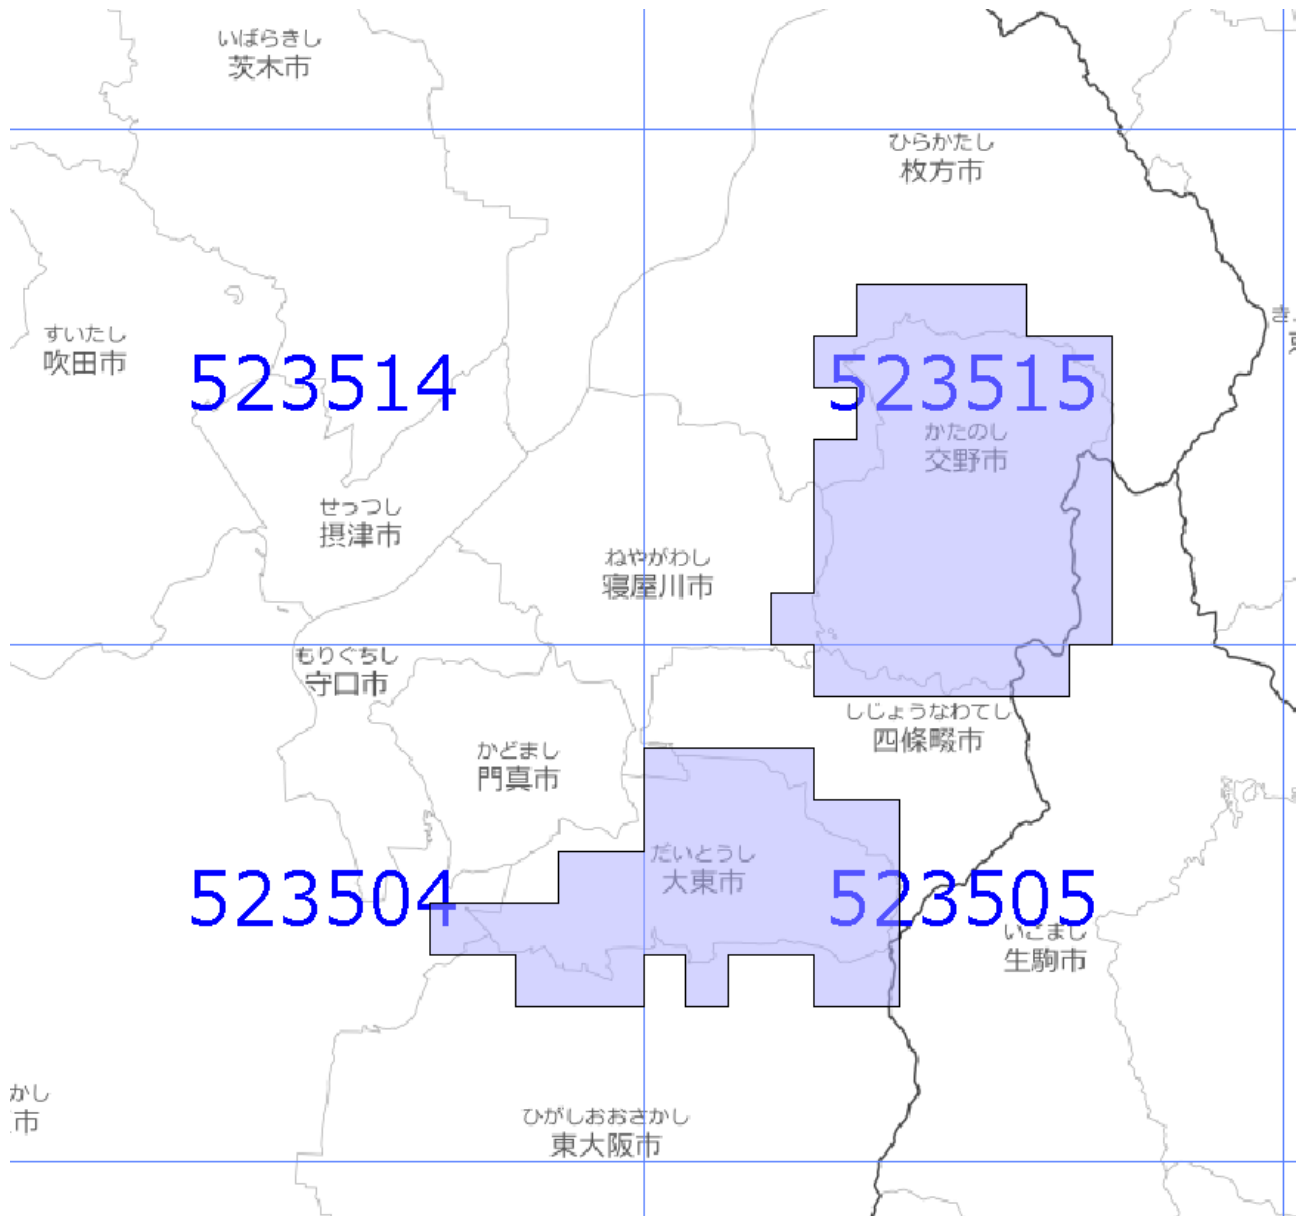 いばらきし
茨木市
ひらかたし
枚方市
すいたし
吹田市
523514
523515
かたのし
交野市
せっつし
摂津市
ねやがわし
寝屋川市
もりぐちし
守口市
しじょうなわてし
四條畷市
かどまし
門真市
だいとうし
大東市
523504
523505
いこまし
生駒市
かし
市
ひがしおおさかし
東大阪市